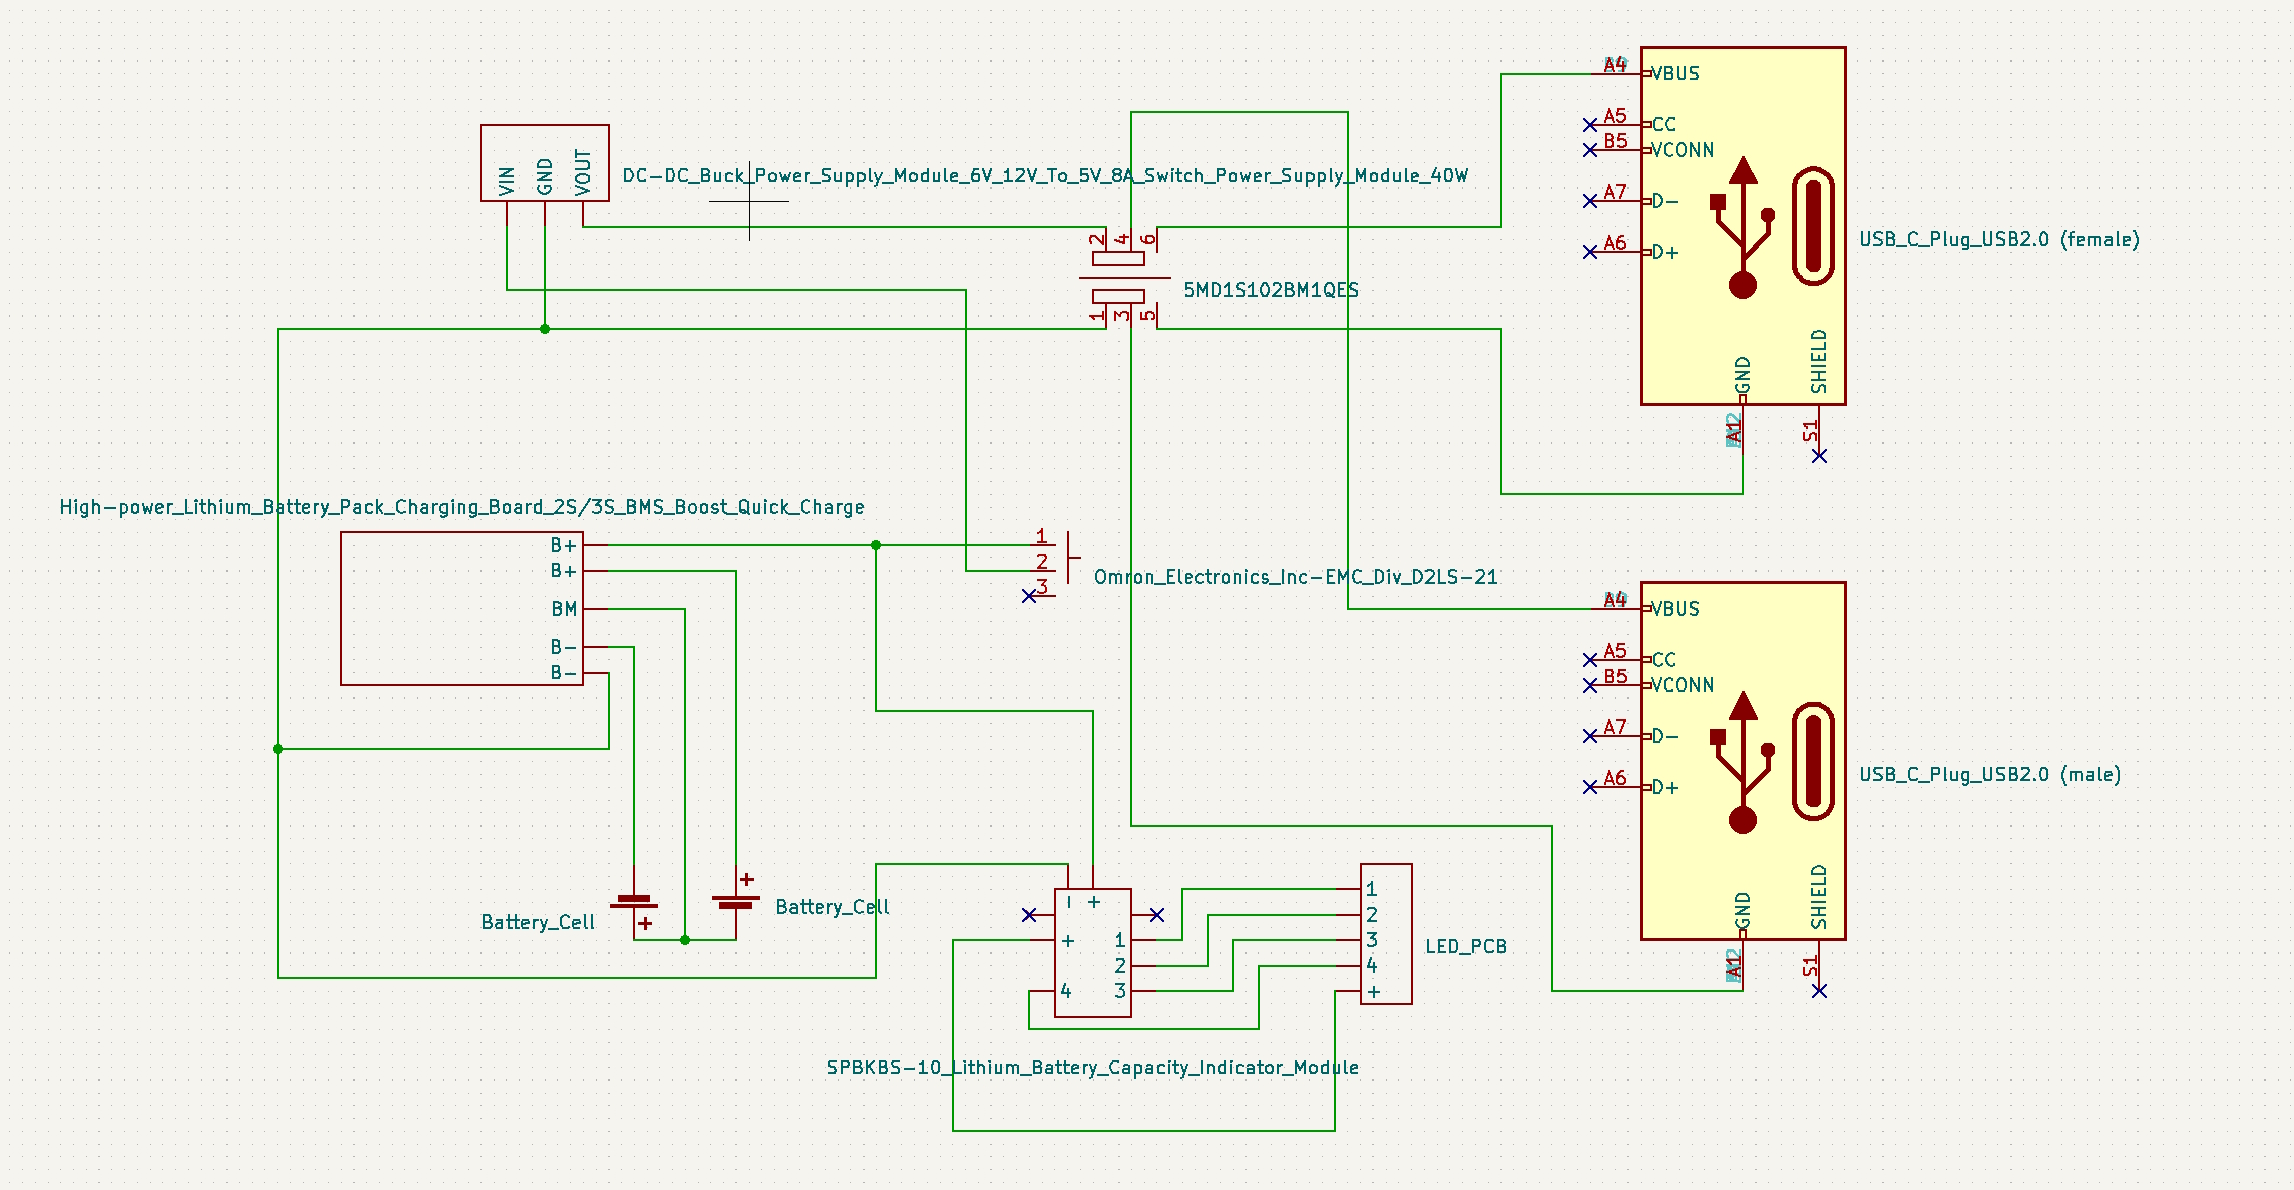 A4
VBUS
A5
CC
B5
VCONN
A7
D-
A6
D+
GND
SHIELD
A1
S1
USB_C_Plug_USB2.0 (female)
VIN
GND
VOUT
DC-DC_Buck_Power_Supply_Module_6V_12V_To_5V_8A_Switch_Power_Supply_Module_40W
2
4
6
5MD1S102BM1QES
1
3
5
High-power_Lithium_Battery_Pack_Charging_Board_2S/3S_BMS_Boost_Quick_Charge
B+
B+
BM
B-
B-
1
2
3
Omron_Electronics_Inc-EMC_Div_D2LS-21
A4
VBUS
A5
CC
B5
VCONN
A7
D-
A6
D+
GND
SHIELD
A1
S1
USB_C_Plug_USB2.0 (male)
+
Battery_Cell
+
Battery_Cell
- +
+
4
1
2
3
1
2
3
4
+
LED_PCB
SPBKBS-10_Lithium_Battery_Capacity_Indicator_Module